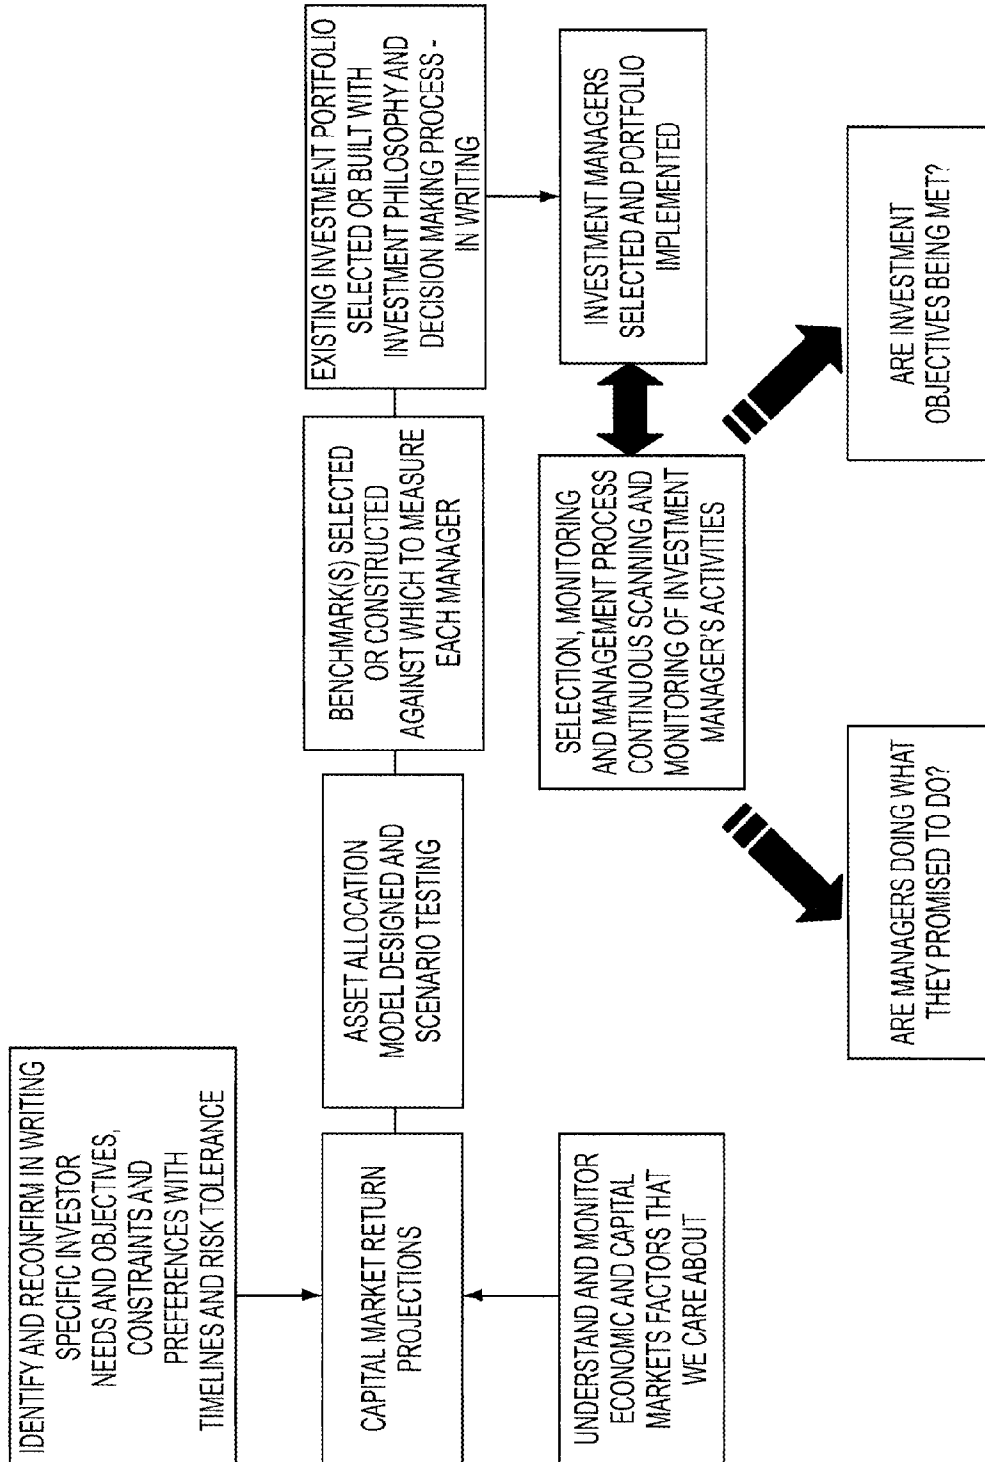 IDENTIFY AND RECONFIRM IN WRITING
SPECIFIC INVESTOR
NEEDS AND OBJECTIVES,
CONSTRAINTS AND
PREFERENCES WITH
TIMELINES AND RISK TOLERANCE
CAPITAL MARKET RETURN
PROJECTIONS
UNDERSTAND AND MONITOR
ECONOMIC AND CAPITAL
MARKETS FACTORS THAT
WE CARE ABOUT
ASSET ALLOCATION
MODEL DESIGNED AND
SCENARIO TESTING
BENCHMARK(S) SELECTED
OR CONSTRUCTED
AGAINST WHICH TO MEASURE
EACH MANAGER
EXISTING INVESTMENT PORTFOLIO
SELECTED OR BUILT WITH
INVESTMENT PHILOSOPHY AND
DECISION MAKING PROCESS -
IN WRITING
INVESTMENT MANAGERS
SELECTED AND PORTFOLIO
IMPLEMENTED
SELECTION, MONITORING
AND MANAGEMENT PROCESS
CONTINUOUS SCANNING AND
MONITORING OF INVESTMENT
MANAGER'S ACTIVITIES
ARE MANAGERS DOING WHAT
THEY PROMISED TO DO?
ARE INVESTMENT
OBJECTIVES BEING MET?